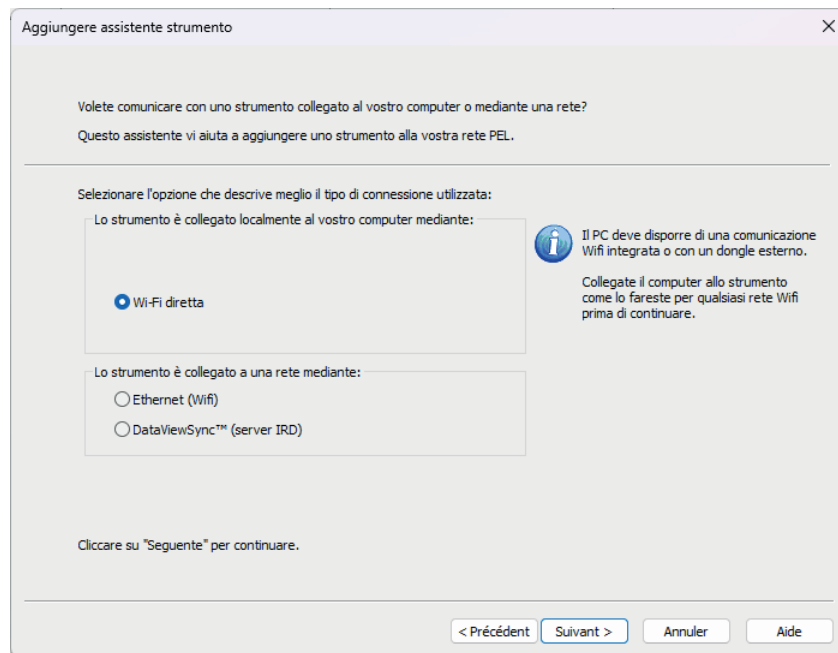 Aggiungere assistente strumento
Volete comunicare con uno strumento collegato al vostro computer o mediante una rete?
Questo assistente vi aiuta a aggiungere uno strumento alla vostra rete PEL.
Selezionare l'opzione che descrive meglio il tipo di connessione utilizzata:
Lo strumento è collegato localmente al vostro computer mediante:
Wi-Fi diretta
Il PC deve disporre di una comunicazione
Wifi integrata o con un dongle esterno.
Collegate il computer allo strumento
come lo fareste per qualsiasi rete Wifi
prima di continuare.
Lo strumento è collegato a una rete mediante:
Ethernet (Wifi)
DataViewSync™ (server IRD)
Cliccare su "Seguente" per continuare.
< Précédent Suivant > Annuler Aide